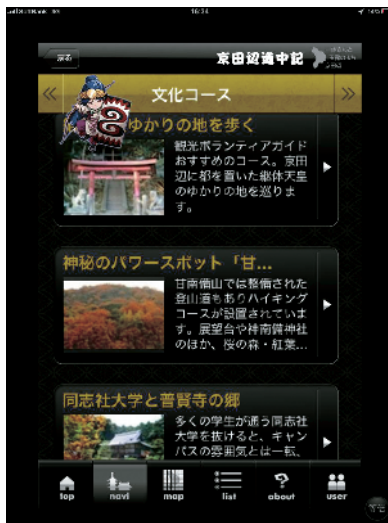 16:34
戻る
京田辺道中記
文化コース
ゆかりの地を歩く
観光ボランティアガイド
おすすめのコース。京田
辺に都を置いた継体天皇
のゆかりの地を巡りま
す。
神秘のパワースポット「甘...
甘南備山では整備された
登山道もありハイキング
コースが設置されていま
す。展望台や神南備神社
のほか、桜の森・紅葉...
同志社大学と普賢寺の郷
多くの学生が通う同志社
大学を抜けると、キャン
パスの雰囲気とは一転、
top navi map list about user